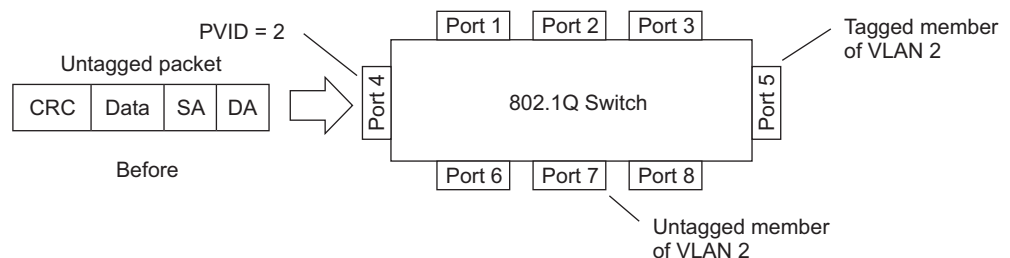 PVID = 2
Port 1
Port 2
Port 3
Tagged member
of VLAN 2
Untagged packet
CRC
Data
SA
DA
Port 4
802.1Q Switch
Port 5
Before
Port 6
Port 7
Port 8
Untagged member
of VLAN 2